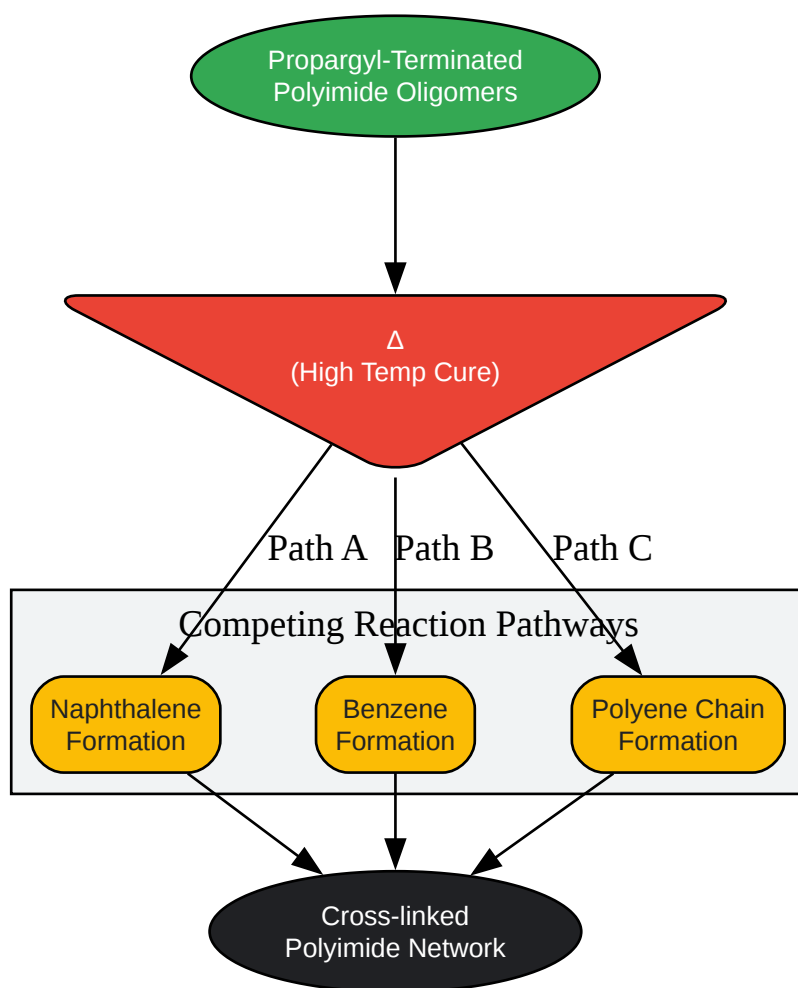 Propargyl-Terminated
Polyimide Oligomers
Δ
(High Temp Cure)
Path A
Path B
Path C
Competing Reaction Pathways
Naphthalene
Formation
Benzene
Formation
Polyene Chain
Formation
Cross-linked
Polyimide Network